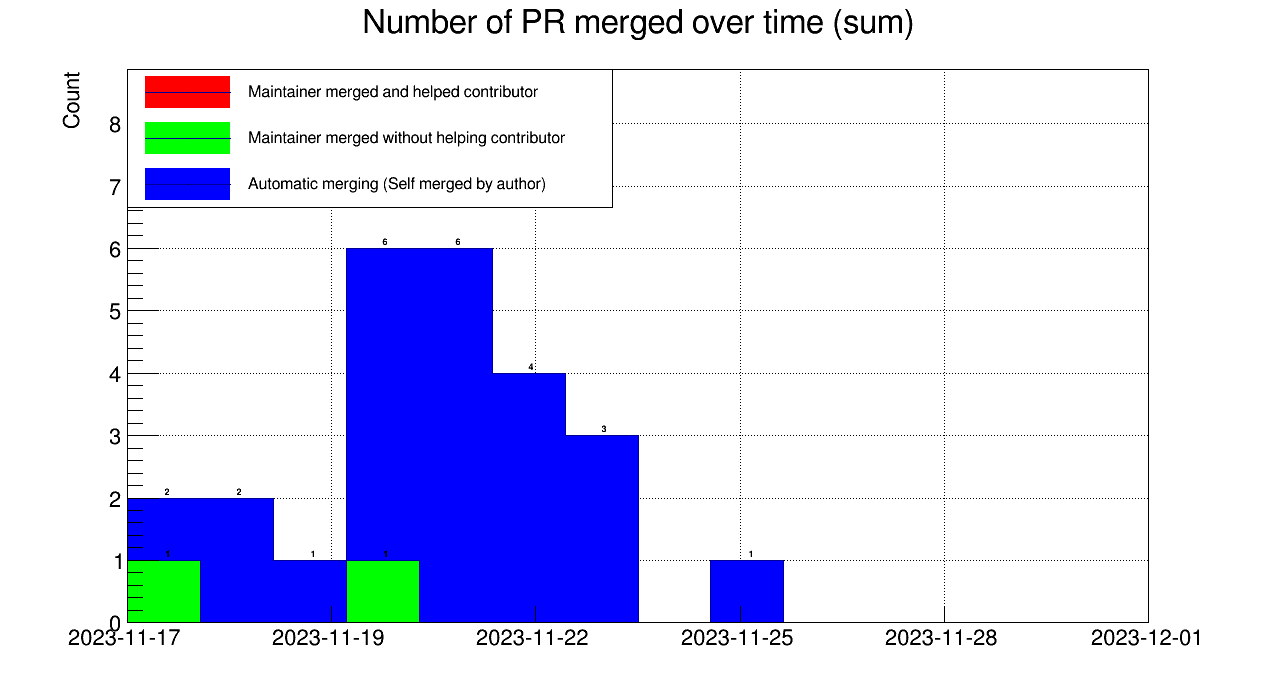 Number of PR merged over time (sum)
Count
Maintainer merged and helped contributor
Maintainer merged without helping contributor
Automatic merging (Self merged by author)
8
7
6
5
4
3
2
1
0
6 6
4
3
2 2
1 1 1 1
2023-11-17 2023-11-19 2023-11-22 2023-11-25 2023-11-28 2023-12-01